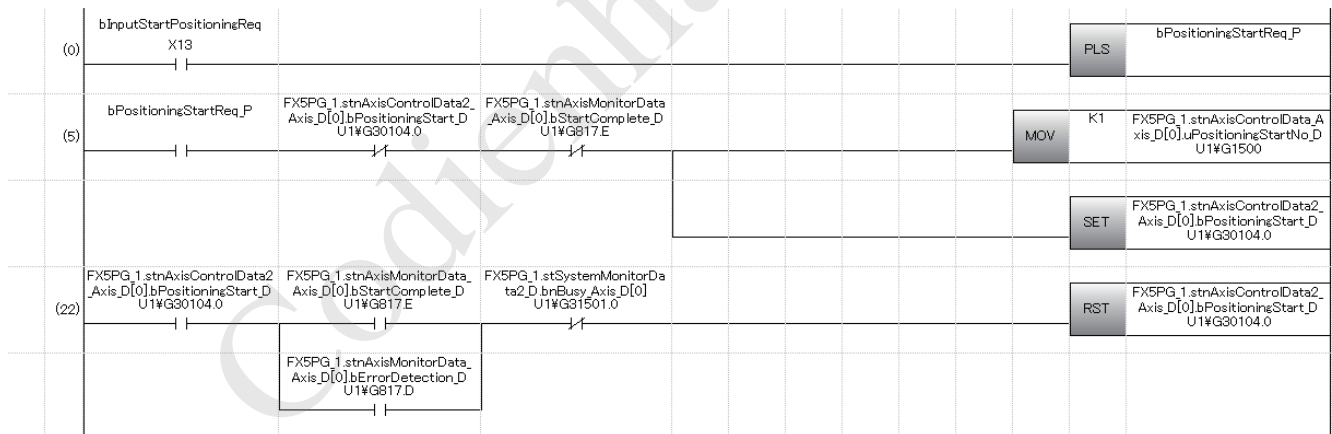 bInputStartPositioningReq
X13
(0)
PLS
bPositioningStartReq_P
(5)
bPositioningStartReq_P
FX5PG_1.stnAxisControlData2_
Axis_D[0].bPositioningStart_D
U1¥G30104.0
FX5PG_1.stnAxisMonitorData
_Axis_D[0].bStartComplete_D
U1¥G817.E
MOV
K1
FX5PG_1.stnAxisControlData_A
xis_D[0].uPositioningStartNo_D
U1¥G1500
SET
FX5PG_1.stnAxisControlData2_
Axis_D[0].bPositioningStart_D
U1¥G30104.0
(22)
FX5PG_1.stnAxisControlData2
_Axis_D[0].bPositioningStart_D
U1¥G30104.0
FX5PG_1.stnAxisMonitorData_
Axis_D[0].bStartComplete_D
U1¥G817.E
FX5PG_1.stSystemMonitorDa
ta2_D.bnBusy_Axis_D[0]
U1¥G31501.0
RST
FX5PG_1.stnAxisControlData2_
Axis_D[0].bPositioningStart_D
U1¥G30104.0
FX5PG_1.stnAxisMonitorData_
Axis_D[0].bErrorDetection_D
U1¥G817.D